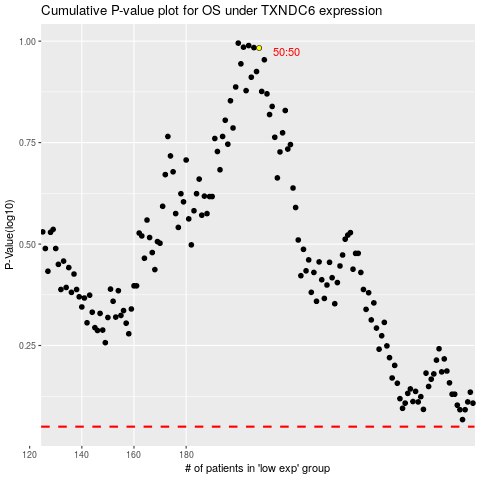 Cumulative P-value plot for OS under TXNDC6 expression
1.00
50:50
0.75
P-Value(log10)
0.50
0.25
120 140 160 180
# of patients in 'low exp' group